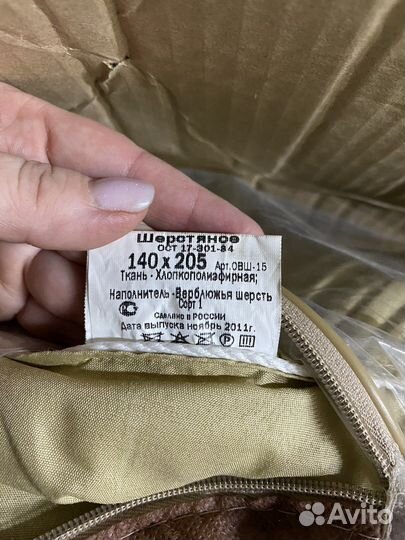 Шерстяное
ОСТ 17-301-84
140 х 205 Арт.ОВШ-15
Ткань - Хлопкополиэфирная;
Наполнитель -Верблюжья шерсть
Сорт 1
Сделано в РОССИИ
Дата выпуска ноябрь 2011г.
P
Avito